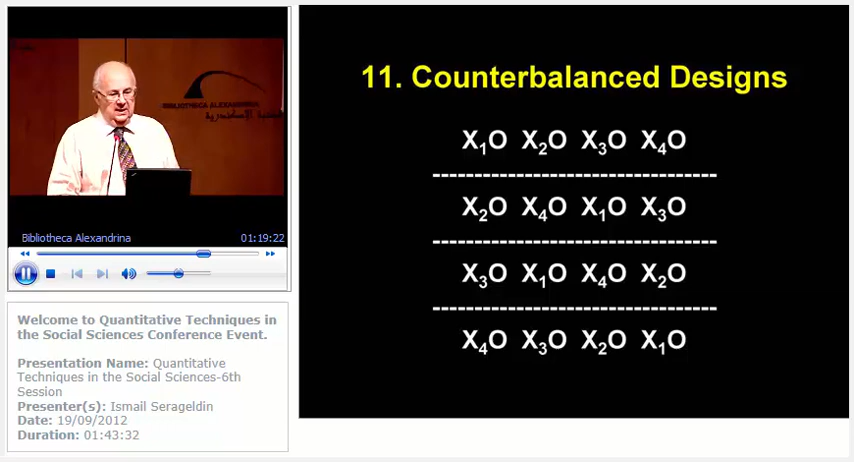 BIBLIOTHECA ALEXANDRINA
Bibliotheca Alexandrina
01:19:22
Welcome to Quantitative Techniques in
the Social Sciences Conference Event.
Presentation Name: Quantitative
Techniques in the Social Sciences-6th
Session
Presenter(s): Ismail Serageldin
Date: 19/09/2012
Duration: 01:43:32
11. Counterbalanced Designs
X₁O X₂O X₃O X₄O
---------------------------------
X₂O X₄O X₁O X₃O
---------------------------------
X₃O X₁O X₄O X₂O
---------------------------------
X₄O X₃O X₂O X₁O